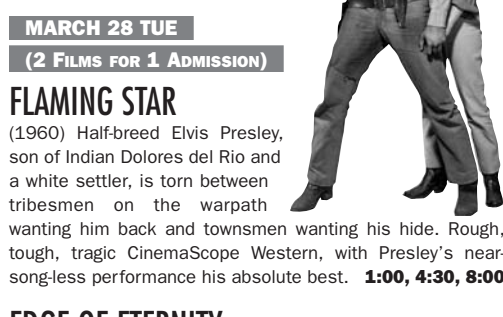 MARCH 28 TUE
(2 FILMS FOR 1 ADMISSION)
FLAMING STAR
(1960) Half-breed Elvis Presley,
son of Indian Dolores del Rio and
a white settler, is torn between
tribesmen on the warpath
wanting him back and townsmen wanting his hide. Rough,
tough, tragic CinemaScope Western, with Presley's near-
song-less performance his absolute best. 1:00, 4:30, 8:00
EDGE OF ETERNITY